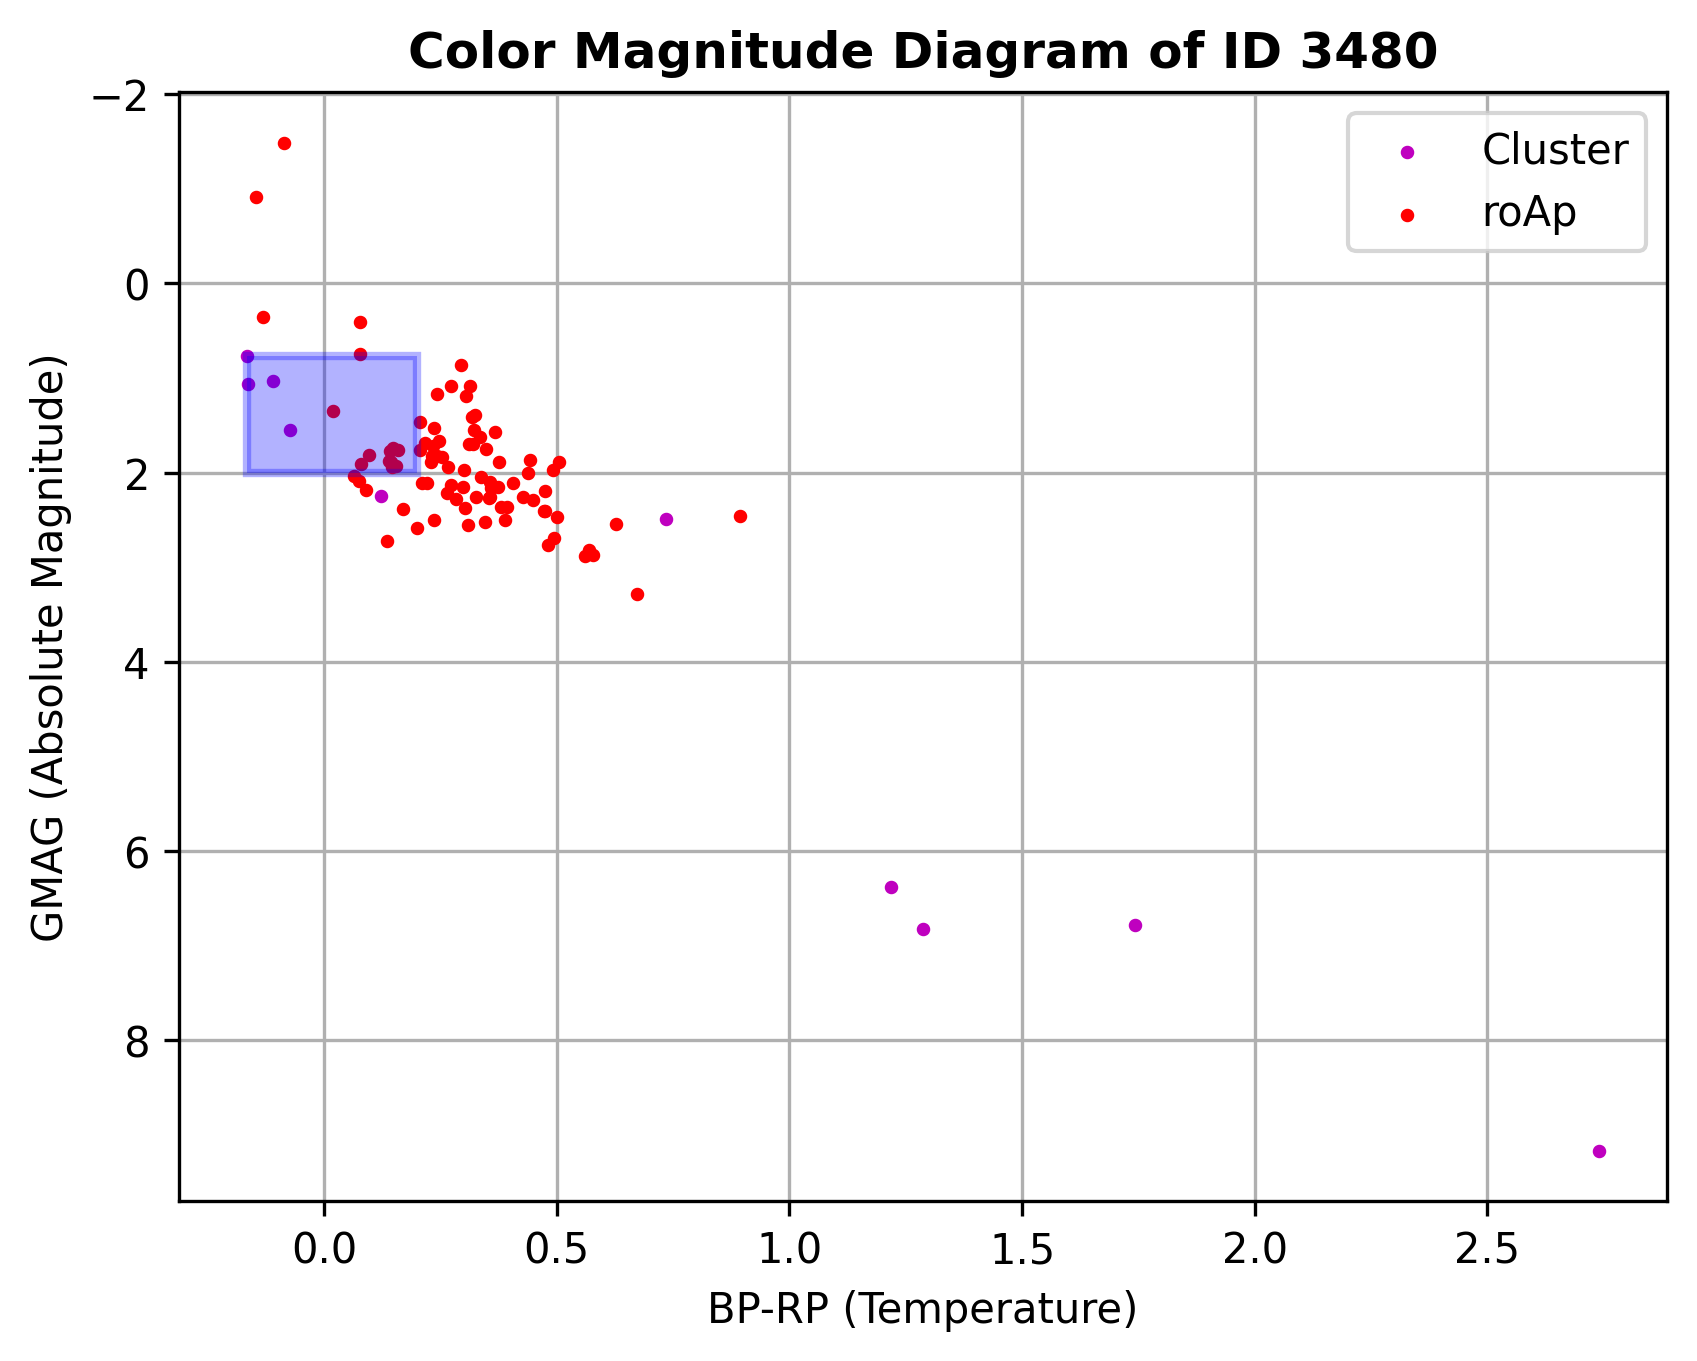 Color Magnitude Diagram of ID 3480
−2
0
2
4
6
8
GMAG (Absolute Magnitude)
Cluster
roAp
0.0 0.5 1.0 1.5 2.0 2.5
BP-RP (Temperature)